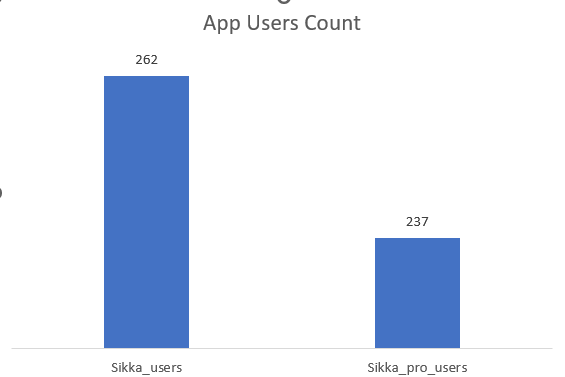 App Users Count
262
237
Sikka_users
Sikka_pro_users